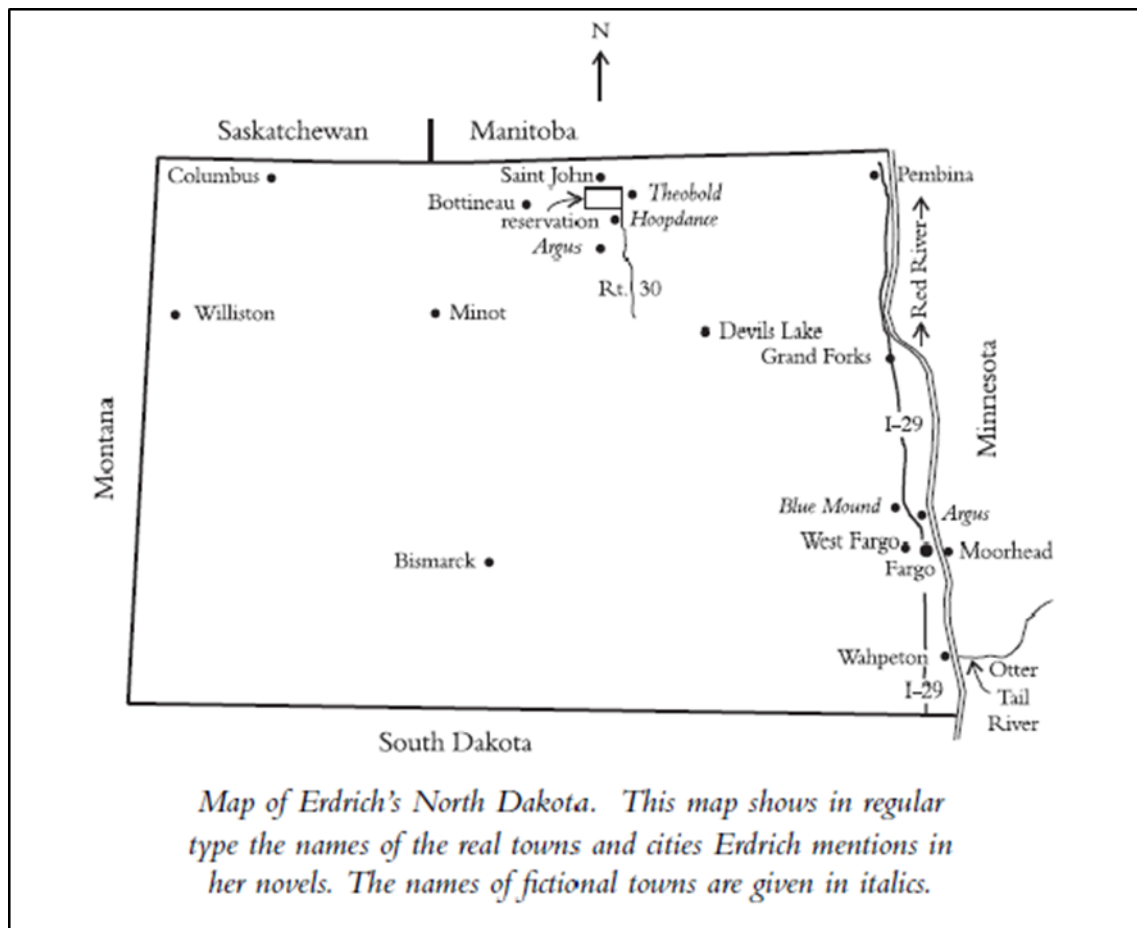 N
Saskatchewan
Manitoba
Columbus
Saint John
Pembina
Theobold
Bottineau
reservation
Hoopdance
Argus
Rt. 30
Red River
Williston
Minot
Devils Lake
Grand Forks
Montana
Minnesota
I-29
Blue Mound
Argus
West Fargo
Moorhead
Fargo
Bismarck
Wahpeton
Otter
Tail
River
I-29
South Dakota
Map of Erdrich's North Dakota. This map shows in regular
type the names of the real towns and cities Erdrich mentions in
her novels. The names of fictional towns are given in italics.